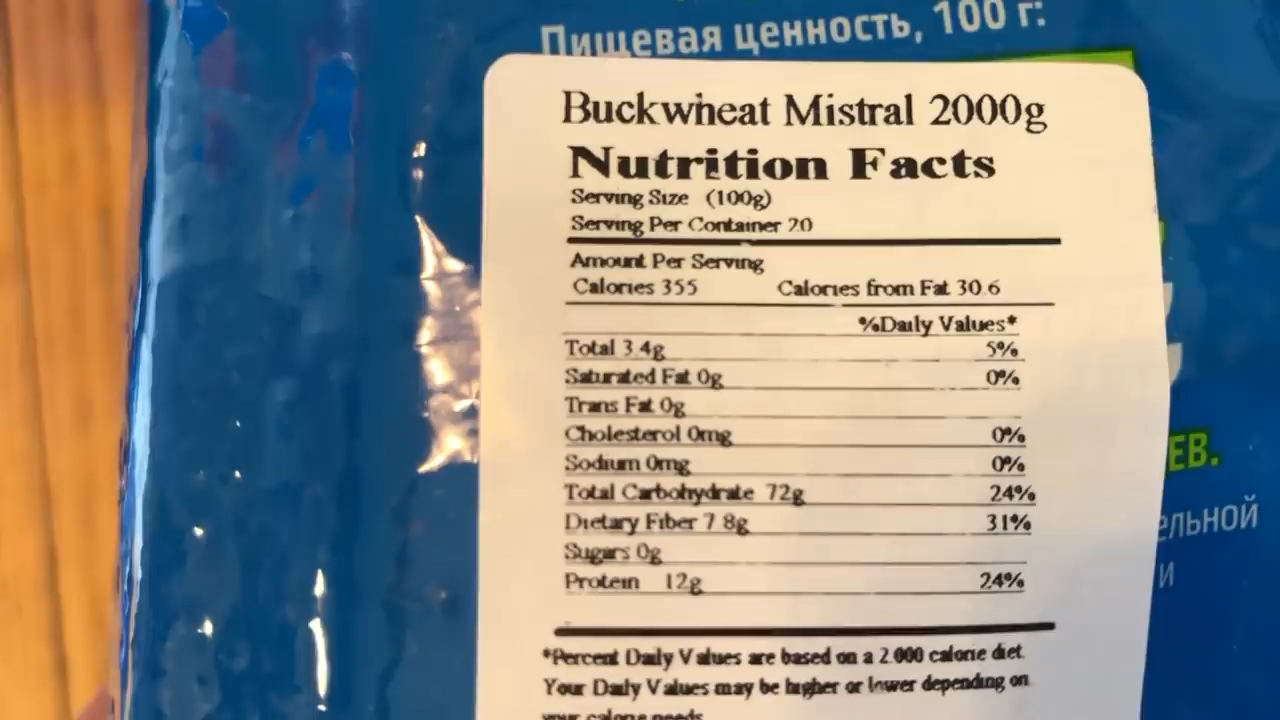 Пищевая ценность, 100 г:
Buckwheat Mistral 2000g
Nutrition Facts
Serving Size (100g)
Serving Per Container 20
Amount Per Serving
Calories 355 Calories from Fat 30.6
%Daily Values*
Total 3.4g 5%
Saturated Fat 0g 0%
Trans Fat 0g
Cholesterol 0mg 0%
Sodium 0mg 0%
Total Carbohydrate 72g 24%
Dietary Fiber 7.8g 31%
Sugars 0g
Protein 12g 24%
*Percent Daily Values are based on a 2.000 calorie diet.
Your Daily Values may be higher or lower depending on
your calorie needs
ЕВ.
ельной
и